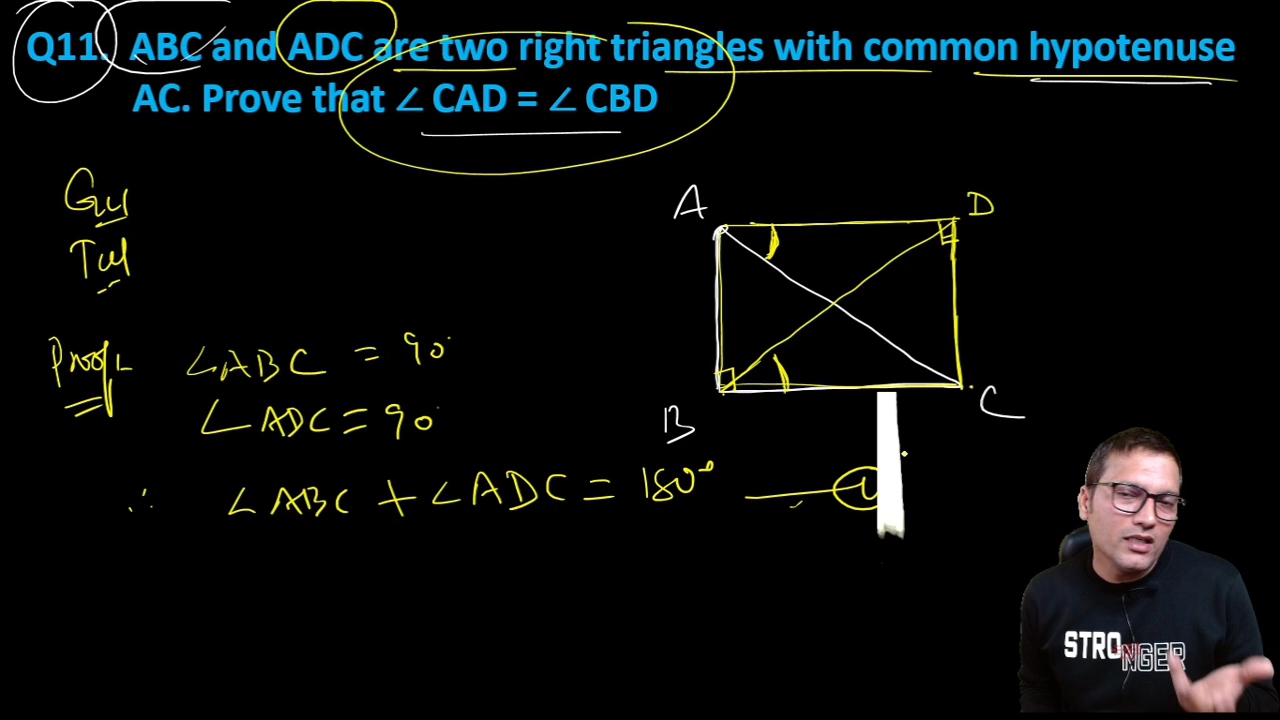 Q11. ABC and ADC are two right triangles with common hypotenuse
AC. Prove that ∠ CAD = ∠ CBD
A
D
B
C
Proof
∠ABC = 90°
∠ADC = 90°
∴ ∠ABC + ∠ADC = 180°
STRONGER